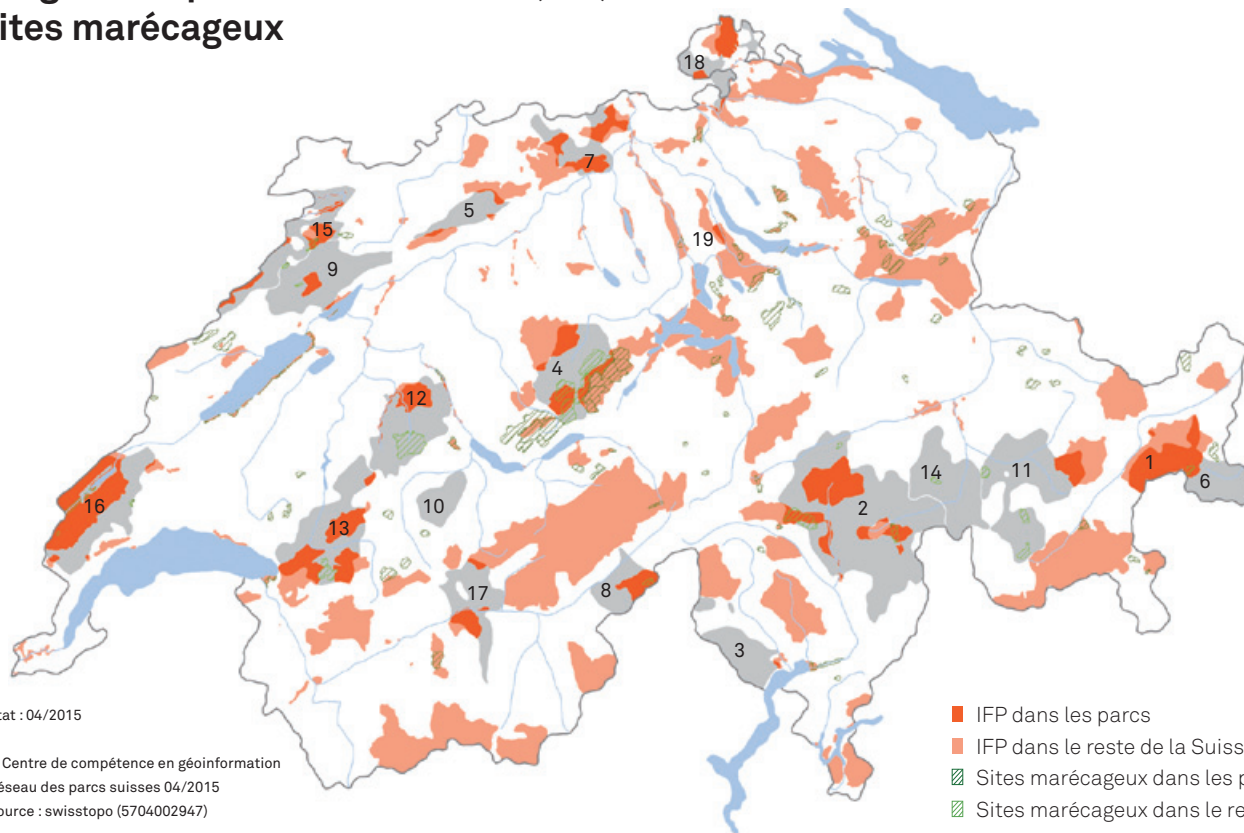 ites marécageux
18
7
5
15
19
9
4
12
14
11
1
2
6
16
10
13
17
8
3
tat : 04/2015
Centre de compétence en géoinformation
éseau des parcs suisses 04/2015
ource : swisstopo (5704002947)
IFP dans les parcs
IFP dans le reste de la Suiss
Sites marécageux dans les p
Sites marécageux dans le re